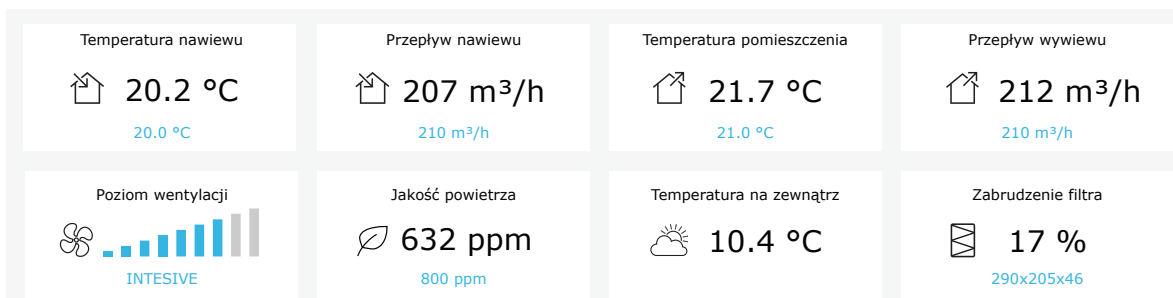 Temperatura nawiewu
20.2 °C
20.0 °C
Przepływ nawiewu
207 m³/h
210 m³/h
Temperatura pomieszczenia
21.7 °C
21.0 °C
Przepływ wywiewu
212 m³/h
210 m³/h
Poziom wentylacji
INTESIVE
Jakość powietrza
632 ppm
800 ppm
Temperatura na zewnątrz
10.4 °C
Zabrudzenie filtra
17 %
290x205x46